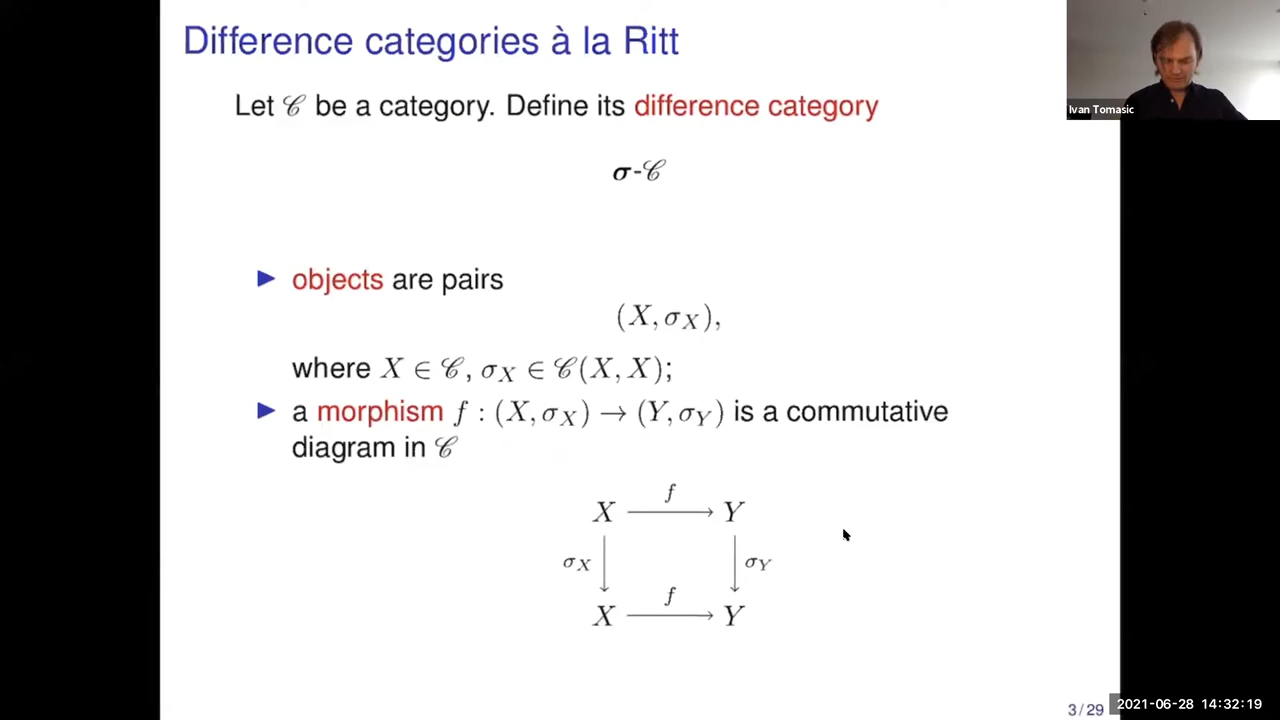 Difference categories à la Ritt
Ivan Tomasic
Let 𝒞 be a category. Define its difference category
σ-𝒞
▶ objects are pairs
(X, σ_X),
where X ∈ 𝒞, σ_X ∈ 𝒞(X, X);
▶ a morphism f : (X, σ_X) → (Y, σ_Y) is a commutative
diagram in 𝒞
f
X → Y
σ_X ↓ ↓ σ_Y
f
X → Y
3 / 29
2021-06-28 14:32:19